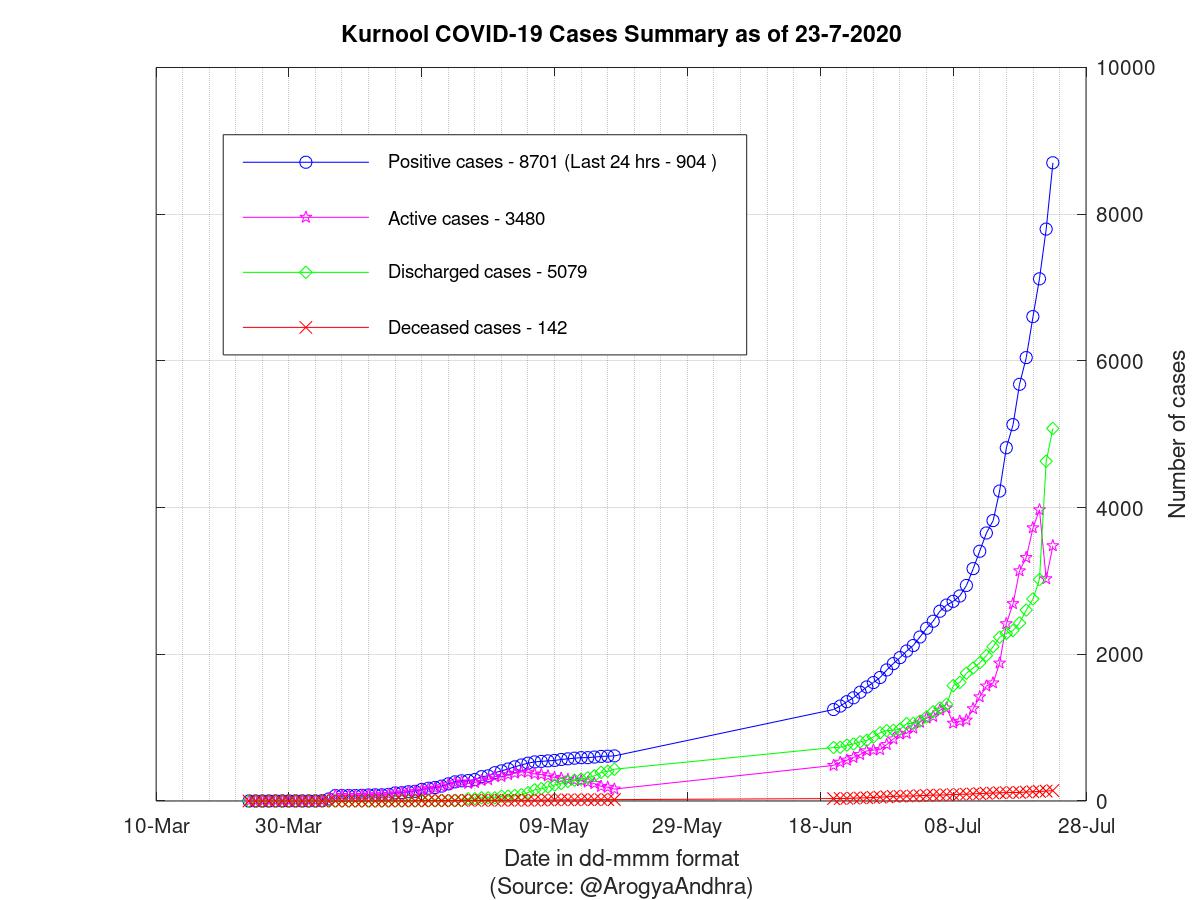 Kurnool COVID-19 Cases Summary as of 23-7-2020
Positive cases - 8701 (Last 24 hrs - 904 )
Active cases - 3480
Discharged cases - 5079
Deceased cases - 142
10000
8000
6000
4000
2000
0
Number of cases
10-Mar 30-Mar 19-Apr 09-May 29-May 18-Jun 08-Jul 28-Jul
Date in dd-mmm format
(Source: @ArogyaAndhra)